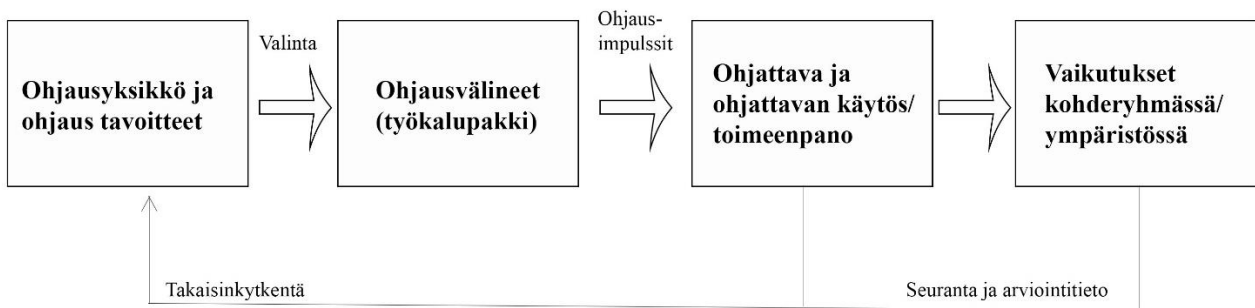 Ohjausyksikkö ja
ohjaus tavoitteet
Valinta
Ohjausvälineet
(työkalupakki)
Ohjaus-
impulssit
Ohjattava ja
ohjattavan käytös/
toimeenpano
Vaikutukset
kohderyhmässä/
ympäristössä
Takaisinkytkentä
Seuranta ja arviointitieto